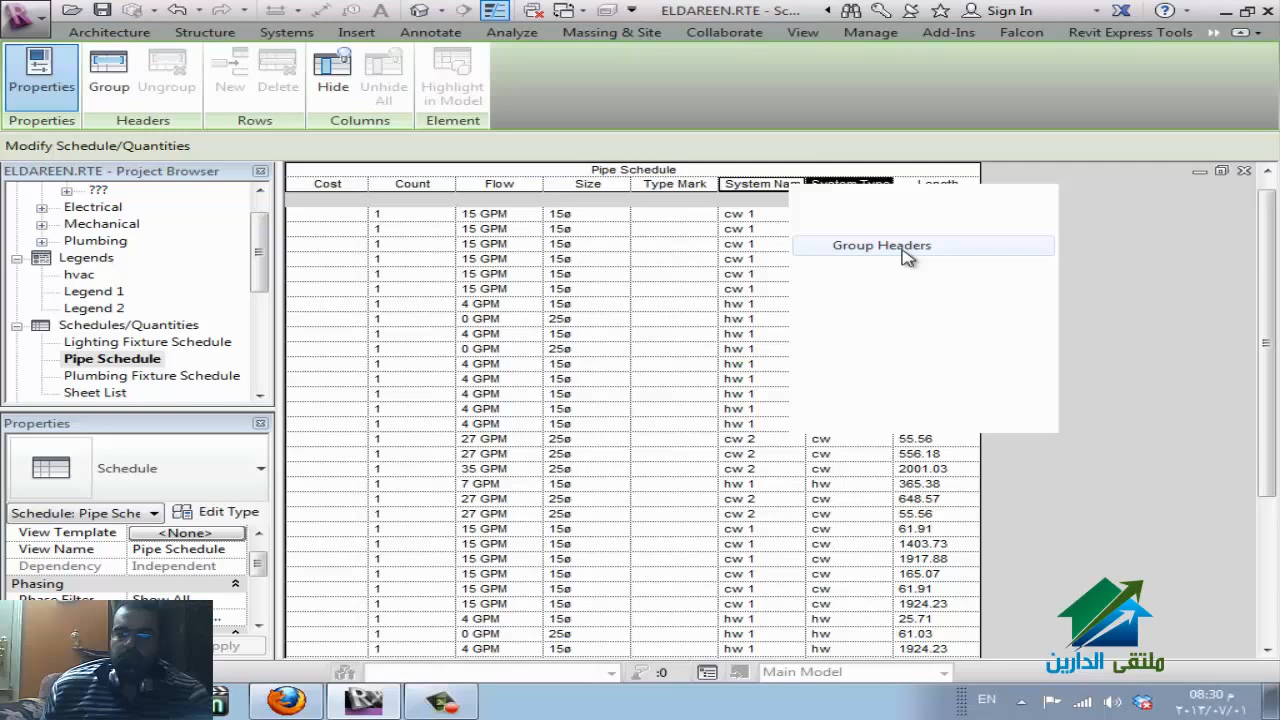 ELDAREEN.RTE - Sc...
Sign In
Architecture Structure Systems Insert Annotate Analyze Massing & Site Collaborate View Manage Add-Ins Falcon Revit Express Tools
Properties Group Ungroup New Delete Hide Unhide All Highlight in Model
Properties Headers Rows Columns Element
Modify Schedule/Quantities
ELDAREEN.RTE - Project Browser
???
Electrical
Mechanical
Plumbing
Legends
hvac
Legend 1
Legend 2
Schedules/Quantities
Lighting Fixture Schedule
Pipe Schedule
Plumbing Fixture Schedule
Sheet List
Properties
Schedule
Schedule: Pipe Sche
Edit Type
View Template <None>
View Name Pipe Schedule
Dependency Independent
Phasing
Phase Filter Show All
Pipe Schedule
Cost Count Flow Size Type Mark System Nam System Type Length
1 15 GPM 15ø cw 1
1 15 GPM 15ø cw 1
1 15 GPM 15ø cw 1
1 15 GPM 15ø cw 1
1 15 GPM 15ø cw 1
1 15 GPM 15ø cw 1
1 4 GPM 15ø hw 1
1 0 GPM 25ø hw 1
1 4 GPM 15ø hw 1
1 0 GPM 25ø hw 1
1 4 GPM 15ø hw 1
1 4 GPM 15ø hw 1
1 4 GPM 15ø hw 1
1 4 GPM 15ø hw 1
1 4 GPM 15ø hw 1
1 27 GPM 25ø cw 2 cw 55.56
1 27 GPM 25ø cw 2 cw 556.18
1 35 GPM 25ø cw 2 cw 2001.03
1 7 GPM 15ø hw 1 hw 365.38
1 27 GPM 25ø cw 2 cw 648.57
1 27 GPM 25ø cw 2 cw 55.56
1 15 GPM 15ø cw 1 cw 61.91
1 15 GPM 15ø cw 1 cw 1403.73
1 15 GPM 15ø cw 1 cw 1917.88
1 15 GPM 15ø cw 1 cw 165.07
1 15 GPM 15ø cw 1 cw 61.91
1 15 GPM 15ø cw 1 cw 1924.23
1 4 GPM 15ø hw 1 hw 25.71
1 0 GPM 25ø hw 1 hw 61.03
1 4 GPM 15ø hw 1 hw 1924.23
Group Headers
ملتقى الدارين
:0
Main Model
EN
08:30 م
٢٠١٣/٠٧/٠١